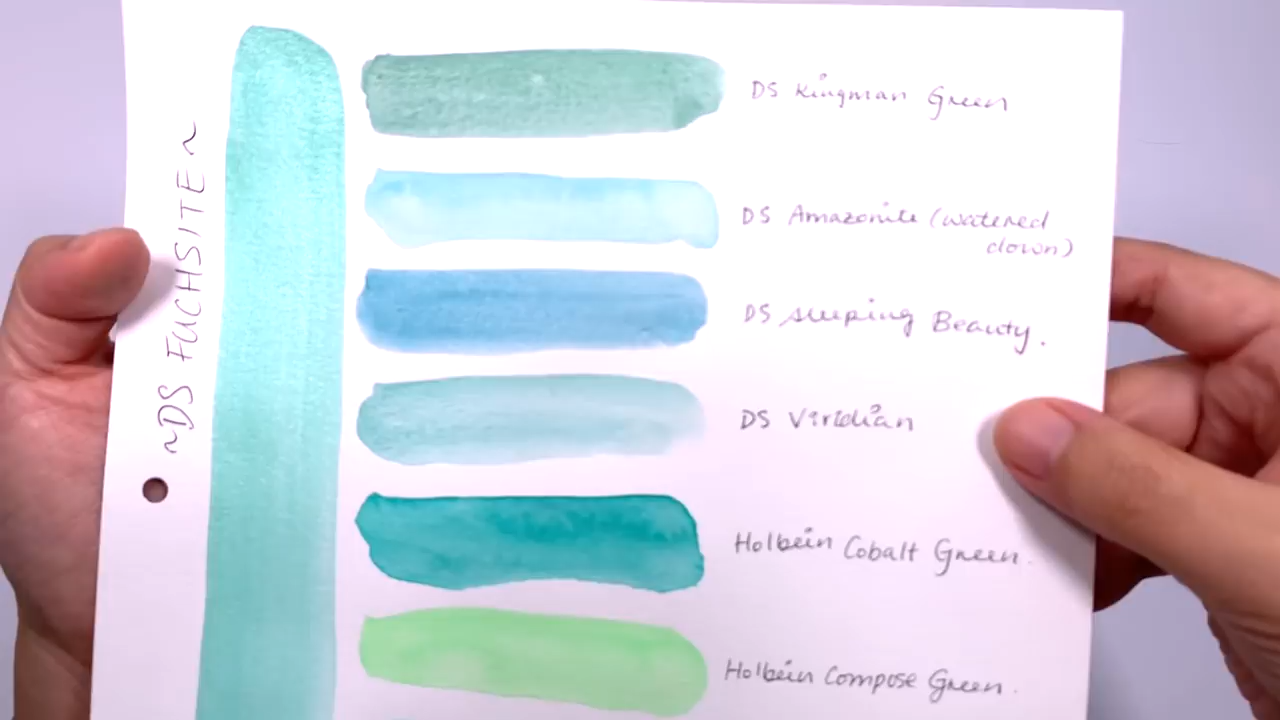 ~DS FUCHSITE~
DS Kingman Green
DS Amazonite (watered
down)
DS Sleeping Beauty.
DS Viridian
Holbein Cobalt Green.
Holbein Compose Green.